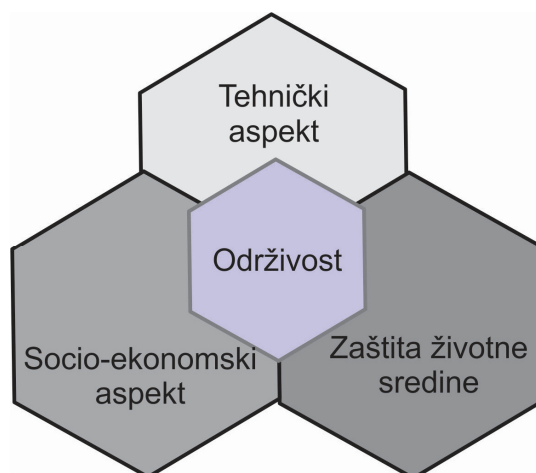 Tehnički
aspekt
Održivost
Socio-ekonomski
aspekt
Zaštita životne
sredine